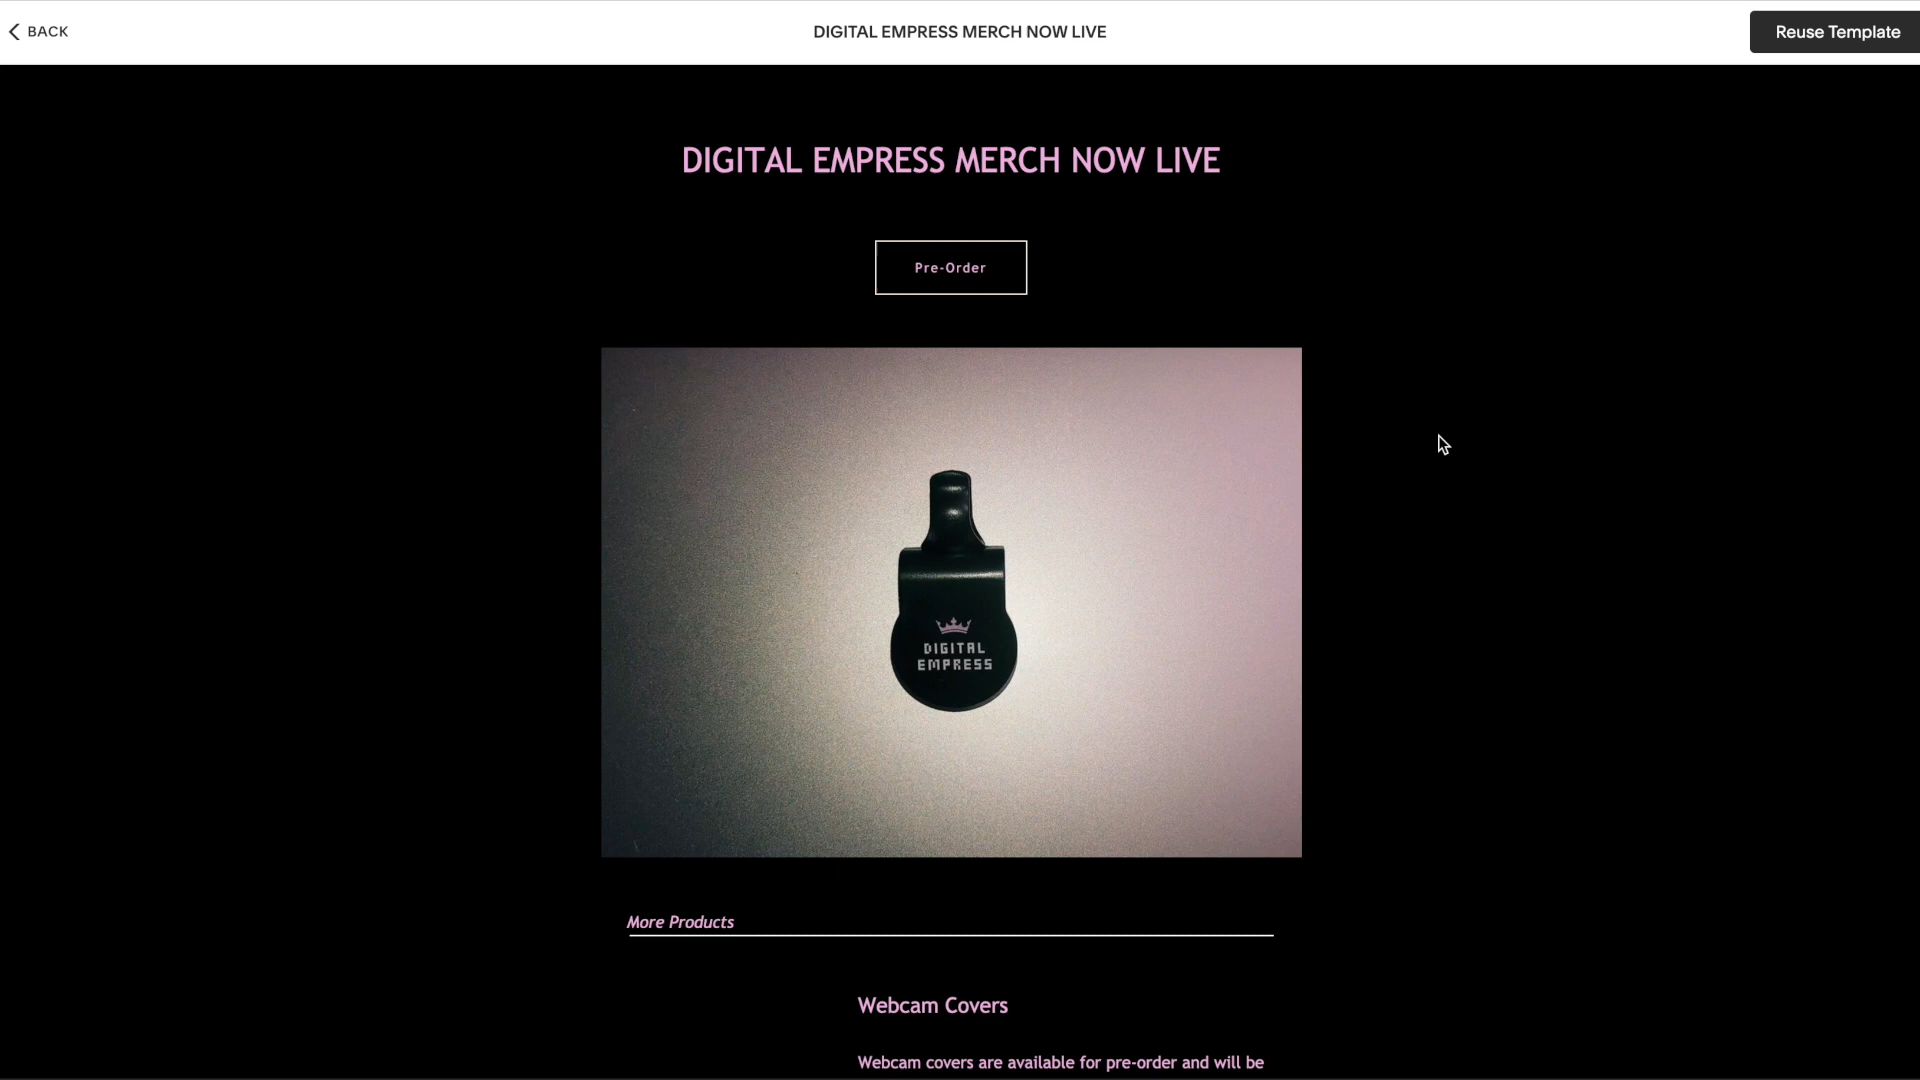 BACK
DIGITAL EMPRESS MERCH NOW LIVE
Reuse Template
DIGITAL EMPRESS MERCH NOW LIVE
Pre-Order
DIGITAL
EMPRESS
More Products
Webcam Covers
Webcam covers are available for pre-order and will be